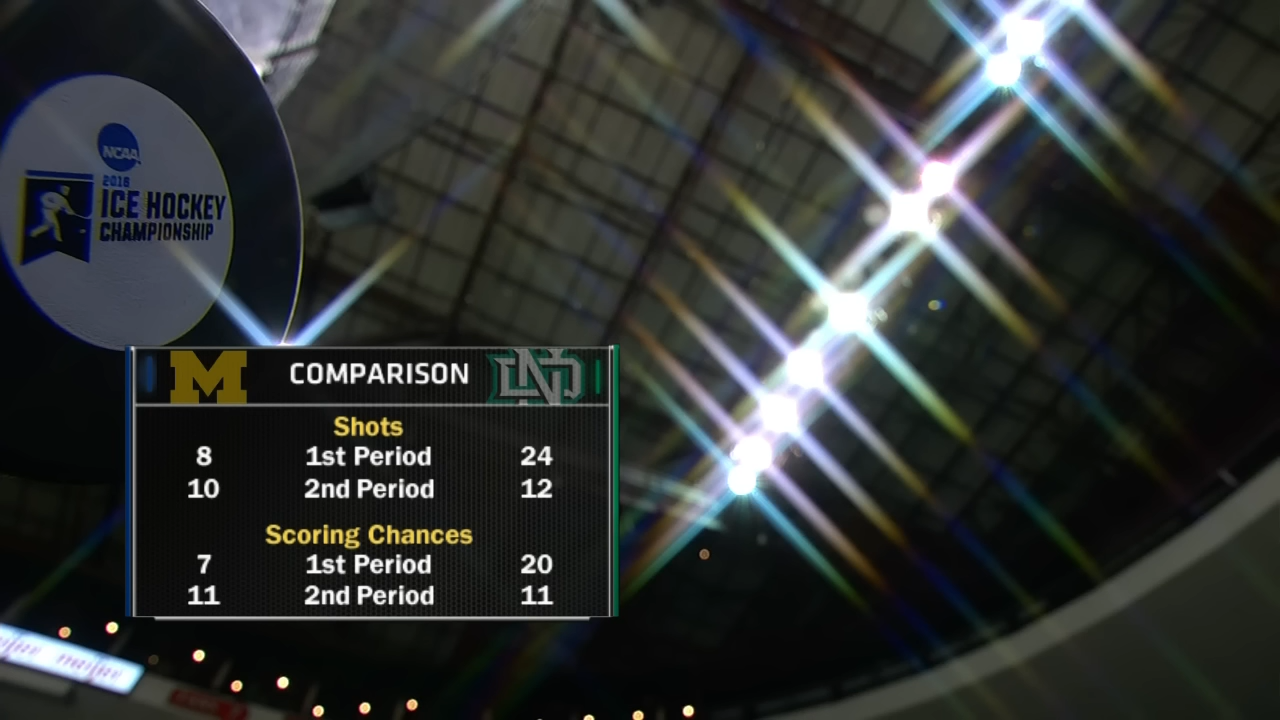 NCAA
2016
ICE HOCKEY
CHAMPIONSHIP
M COMPARISON ND
Shots
8 1st Period 24
10 2nd Period 12
Scoring Chances
7 1st Period 20
11 2nd Period 11